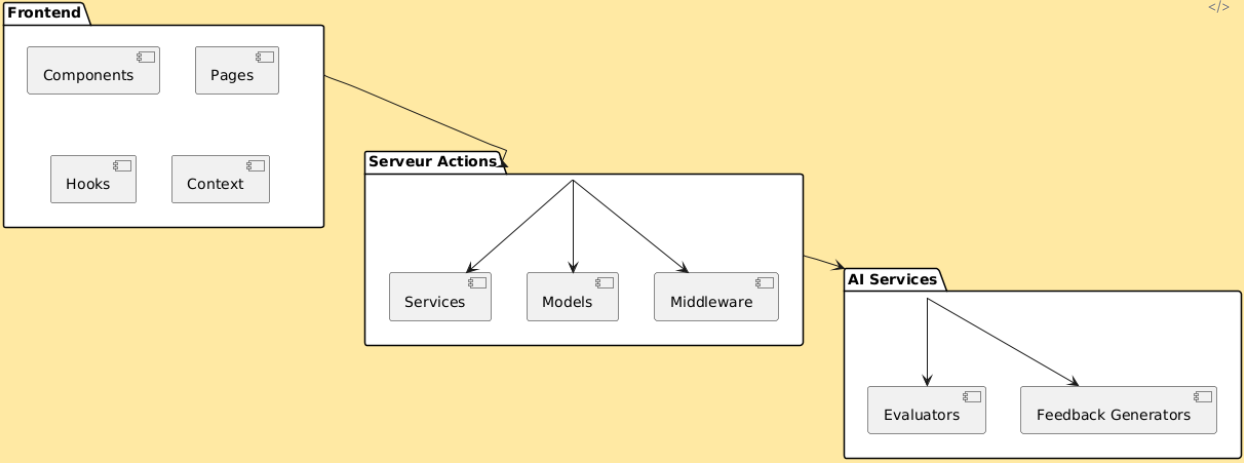 Frontend
</>
Components
Pages
Hooks
Context
Serveur Actions
Services
Models
Middleware
AI Services
Evaluators
Feedback Generators